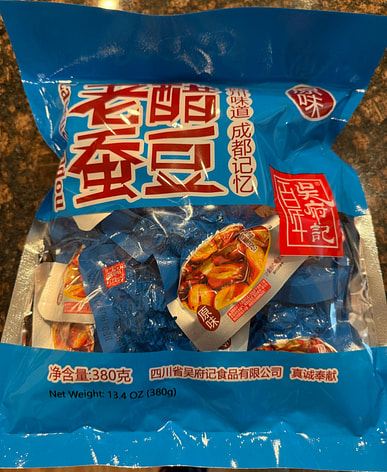 原味
老醋
蚕豆
川味道 成都记忆
吴府記
原味
净含量:380克
四川省吴府记食品有限公司 真诚奉献
Net Weight: 13.4 OZ (380g)